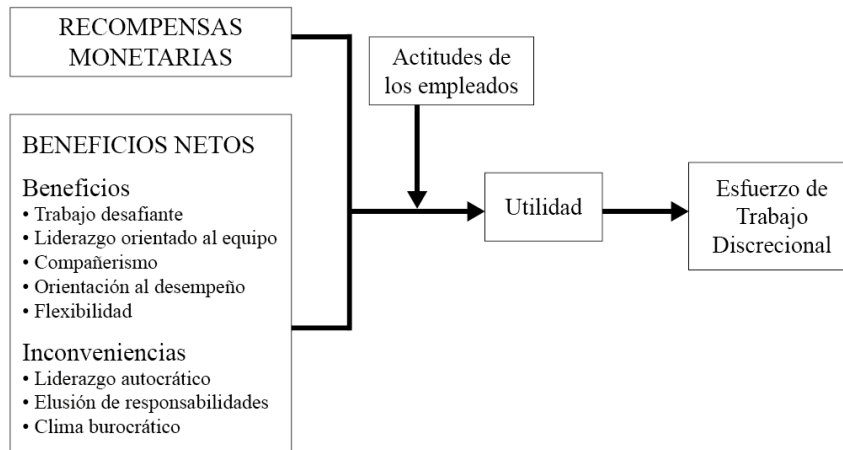 RECOMPENSAS
MONETARIAS
Actitudes de
los empleados
BENEFICIOS NETOS
Beneficios
• Trabajo desafiante
• Liderazgo orientado al equipo
• Compañerismo
• Orientación al desempeño
• Flexibilidad
Inconveniencias
• Liderazgo autocrático
• Elusión de responsabilidades
• Clima burocrático
Utilidad
Esfuerzo de
Trabajo
Discrecional